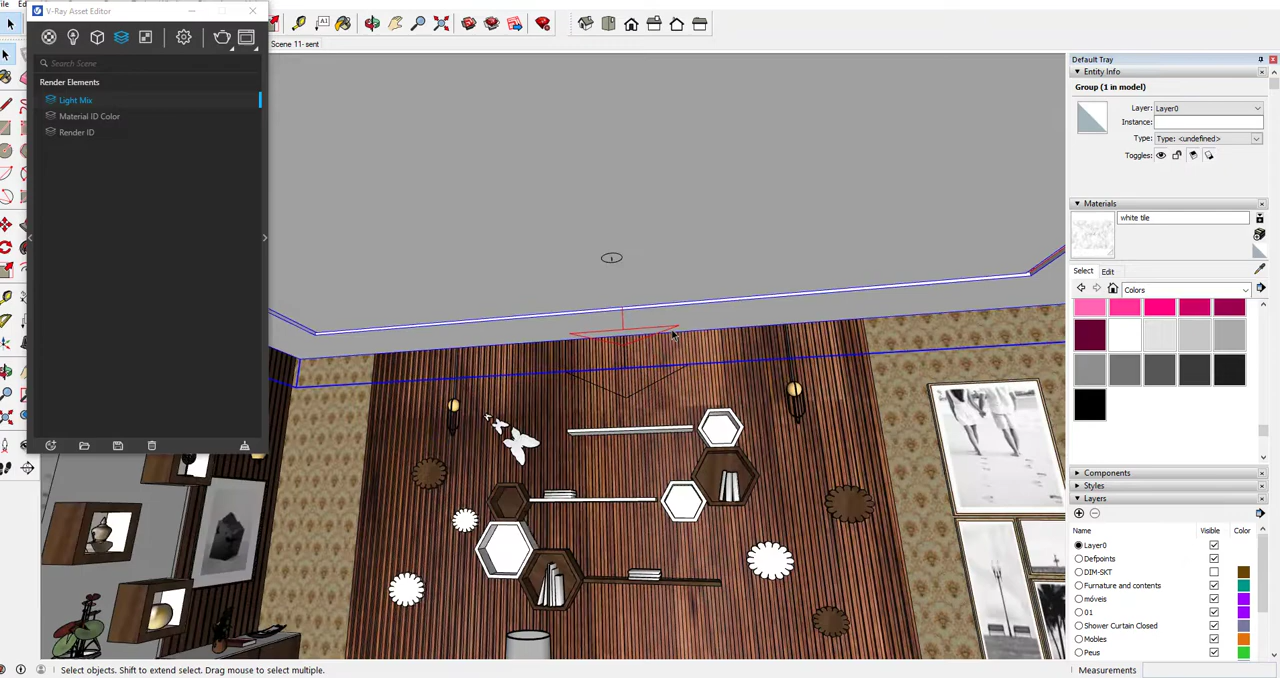 V-Ray Asset Editor
Scene 11-sent
Search Scene
Render Elements
Light Mix
Material ID Color
Render ID
Default Tray
Entity Info
Group (1 in model)
Layer: Layer0
Instance:
Type: Type: <undefined>
Toggles:
Materials
white tile
Select Edit
Colors
Components
Styles
Layers
Name Visible Color
Layer0
Defpoints
DIM-SKT
Furnature and contents
móveis
01
Shower Curtain Closed
Mobles
Peus
Select objects. Shift to extend select. Drag mouse to select multiple.
Measurements